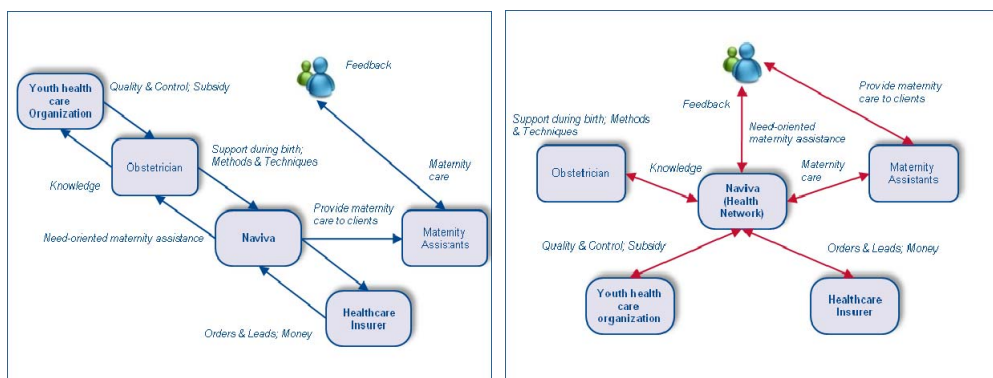 Feedback
Youth health
care
Organization
Quality & Control; Subsidy
Obstetrician
Support during birth;
Methods & Techniques
Knowledge
Maternity
care
Need-oriented maternity assistance
Naviva
Provide maternity
care to clients
Maternity
Assistants
Healthcare
Insurer
Orders & Leads; Money
Feedback
Provide maternity
care to clients
Support during birth; Methods
& Techniques
Need-oriented
maternity assistance
Obstetrician
Knowledge
Maternity
care
Maternity
Assistants
Naviva
(Health
Network)
Quality & Control; Subsidy
Orders & Leads; Money
Youth health
care
organization
Healthcare
Insurer